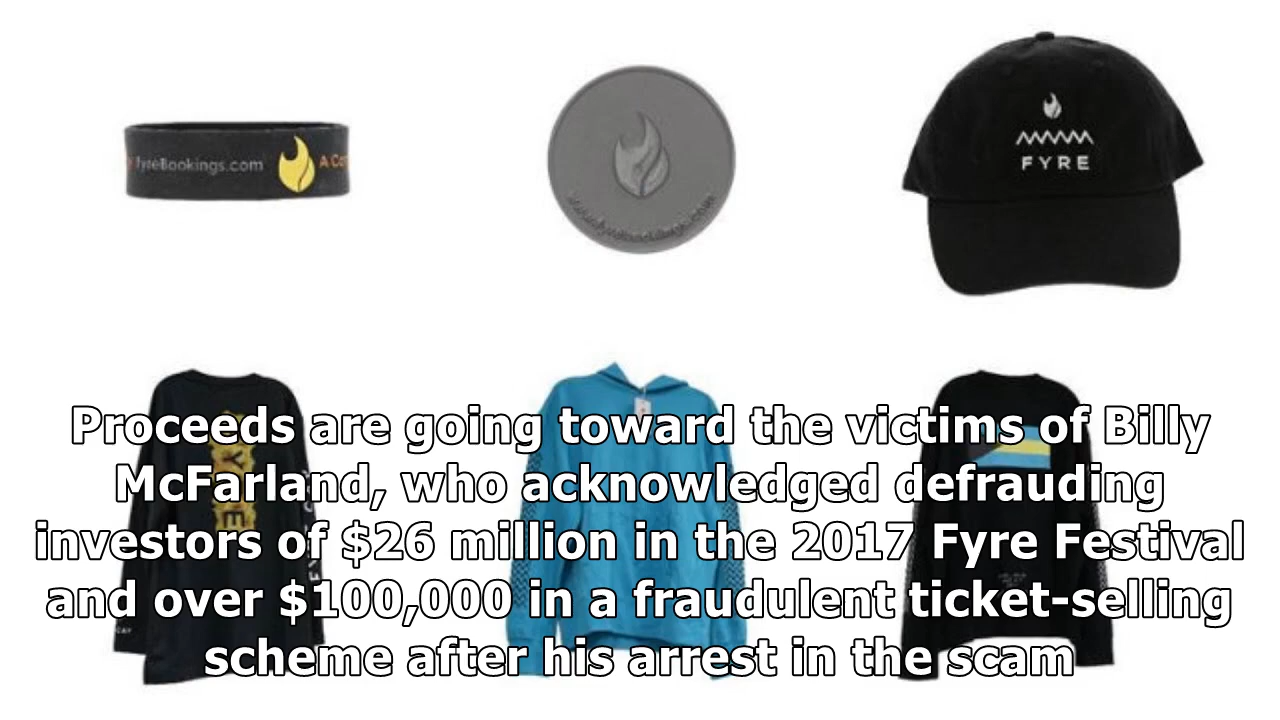 fyreBookings.com
FYRE
Proceeds are going toward the victims of Billy
McFarland, who acknowledged defrauding
investors of $26 million in the 2017 Fyre Festival
and over $100,000 in a fraudulent ticket-selling
scheme after his arrest in the scam